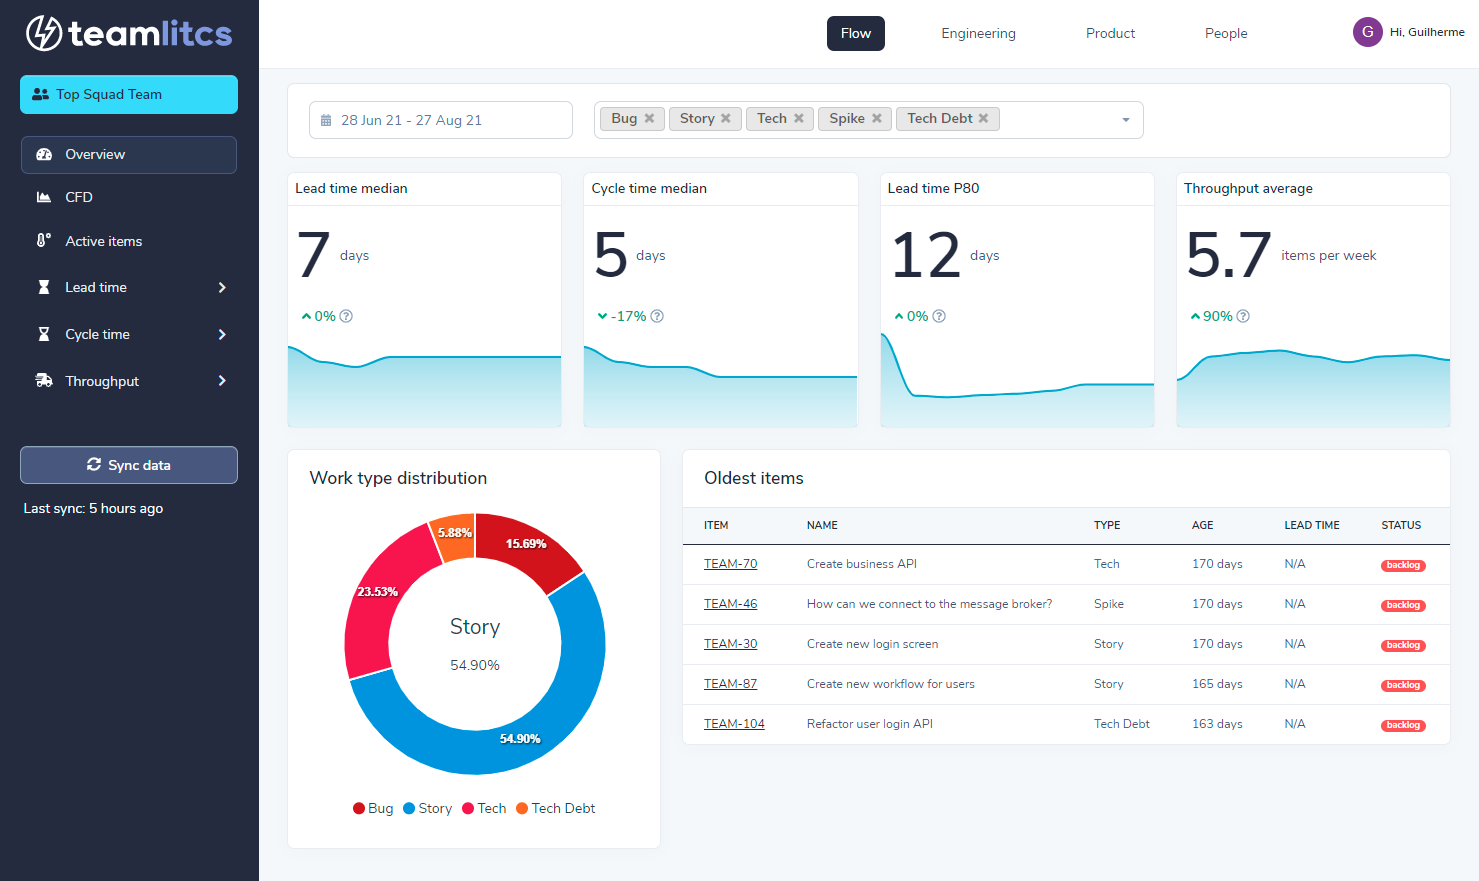 teamlitcs
Flow Engineering Product People
G Hi, Guilherme
Top Squad Team
Overview
CFD
Active items
Lead time
Cycle time
Throughput
Sync data
Last sync: 5 hours ago
28 Jun 21 - 27 Aug 21
Bug Story Tech Spike Tech Debt
Lead time median
7 days
0%
Cycle time median
5 days
-17%
Lead time P80
12 days
0%
Throughput average
5.7 items per week
90%
Work type distribution
5.88%
15.69%
23.53%
Story
54.90%
54.90%
Bug Story Tech Tech Debt
Oldest items
ITEM NAME TYPE AGE LEAD TIME STATUS
TEAM-70 Create business API Tech 170 days N/A backlog
TEAM-46 How can we connect to the message broker? Spike 170 days N/A backlog
TEAM-30 Create new login screen Story 170 days N/A backlog
TEAM-87 Create new workflow for users Story 165 days N/A backlog
TEAM-104 Refactor user login API Tech Debt 163 days N/A backlog